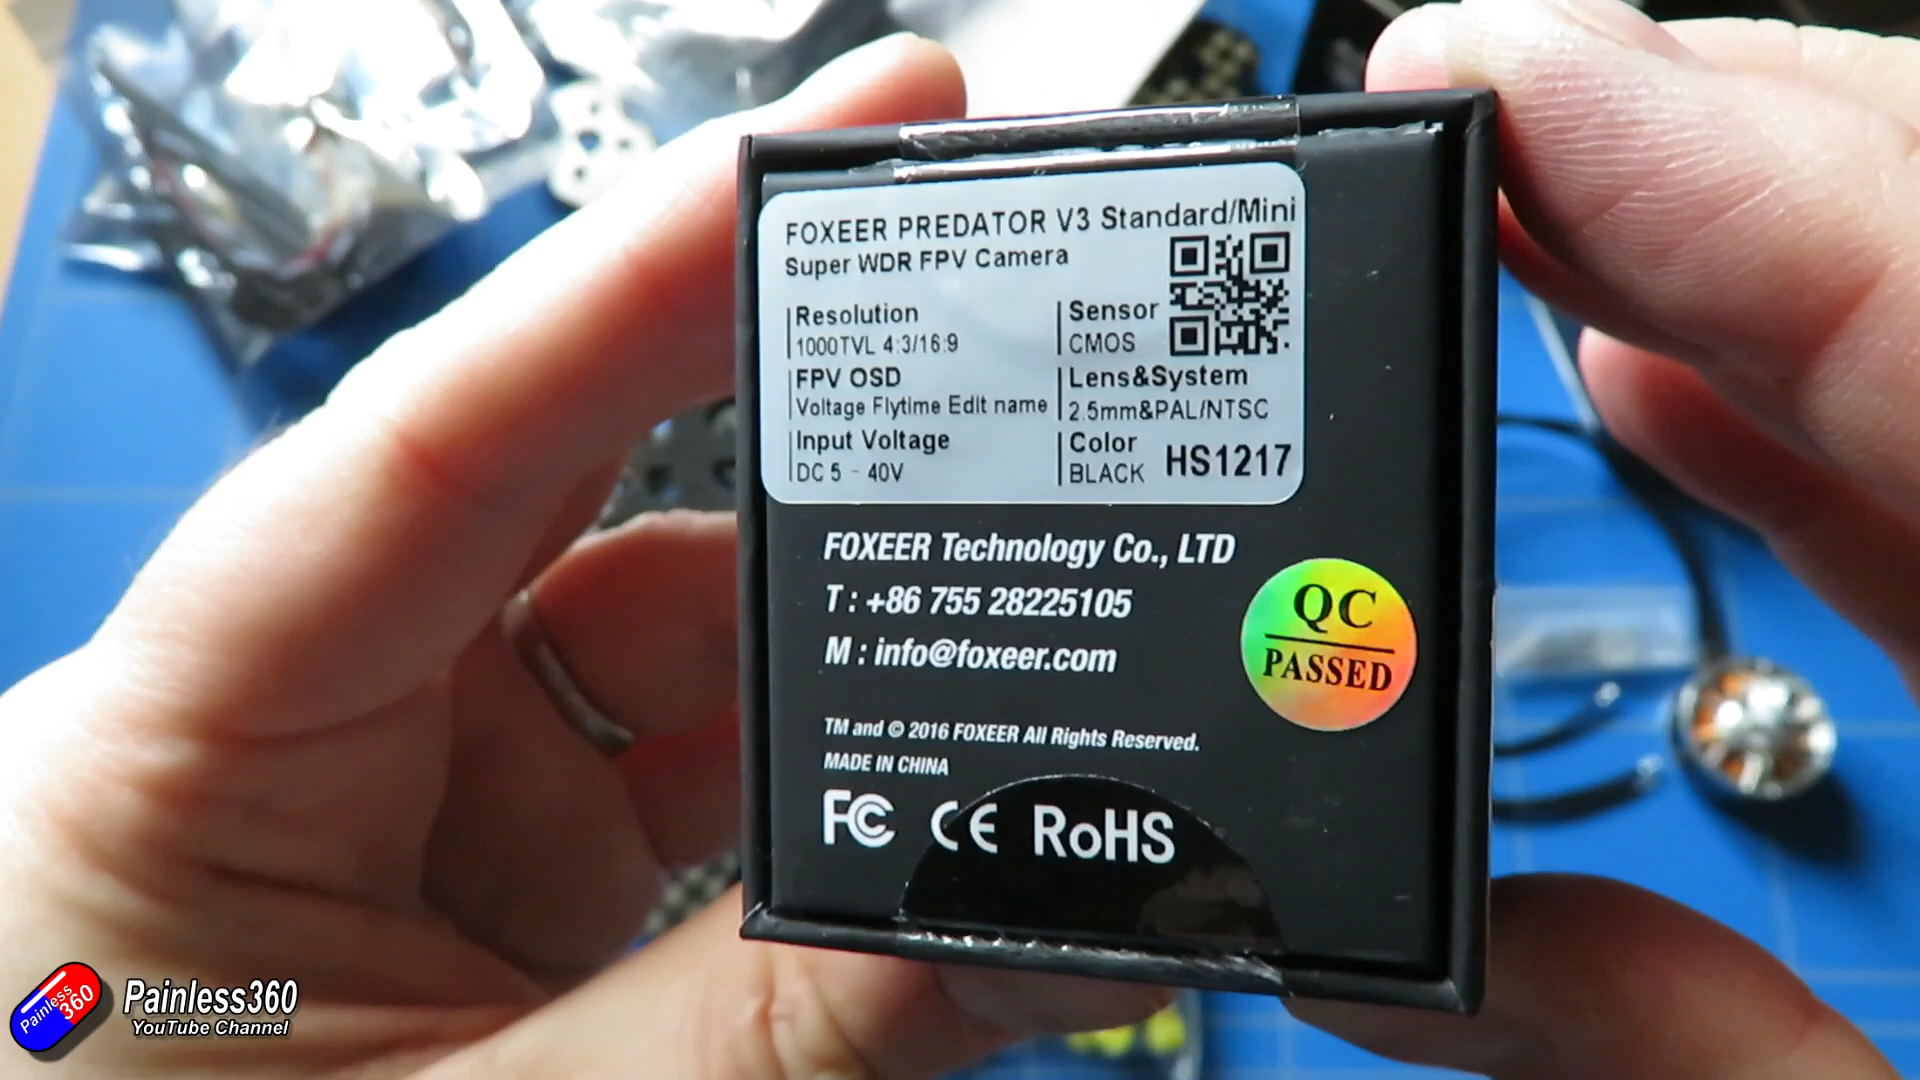 FOXEER PREDATOR V3 Standard/Mini
Super WDR FPV Camera
Resolution
1000TVL 4:3/16:9
Sensor
CMOS
FPV OSD
Voltage Flytime Edit name
Lens&System
2.5mm&PAL/NTSC
Input Voltage
DC 5 - 40V
Color
BLACK
HS1217
FOXEER Technology Co., LTD
T : +86 755 28225105
M : info@foxeer.com
QC
PASSED
TM and © 2016 FOXEER All Rights Reserved.
MADE IN CHINA
FC CE RoHS
Painless
360
Painless360
YouTube Channel